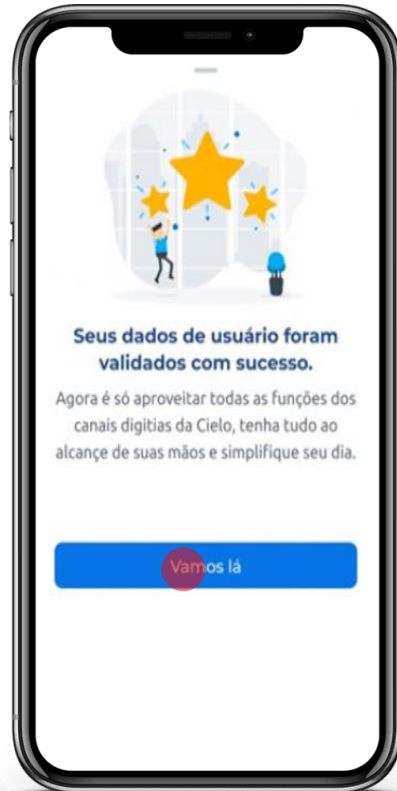 Seus dados de usuário foram
validados com sucesso.
Agora é só aproveitar todas as funções dos
canais digitias da Cielo, tenha tudo ao
alcançe de suas mãos e simplifique seu dia.
Vamos lá